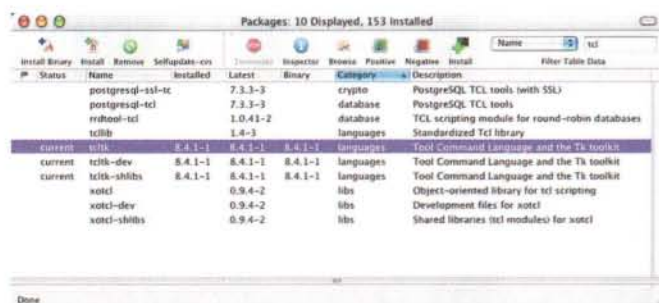 Packages: 10 Displayed, 153 Installed
Name tcl
Install Binary Install Remove Selfupdate-cvs Terminate Inspector Browse Positive Negative Install Filter Table Data
Status Name Installed Latest Binary Category Description
postgresql-ssl-tc 7.3.3-3 crypto PostgreSQL TCL tools (with SSL)
postgresql-tcl 7.3.3-3 database PostgreSQL TCL tools
rrdtool-tcl 1.0.41-2 database TCL scripting module for round-robin databases
tcllib 1.4-3 languages Standardized Tcl library
current tcltk 8.4.1-1 8.4.1-1 8.4.1-1 languages Tool Command Language and the Tk toolkit
current tcltk-dev 8.4.1-1 8.4.1-1 8.4.1-1 languages Tool Command Language and the Tk toolkit
current tcltk-shlibs 8.4.1-1 8.4.1-1 8.4.1-1 languages Tool Command Language and the Tk toolkit
xotcl 0.9.4-2 libs Object-oriented library for tcl scripting
xotcl-dev 0.9.4-2 libs Development files for xotcl
xotcl-shlibs 0.9.4-2 libs Shared libraries (tcl modules) for xotcl
Done